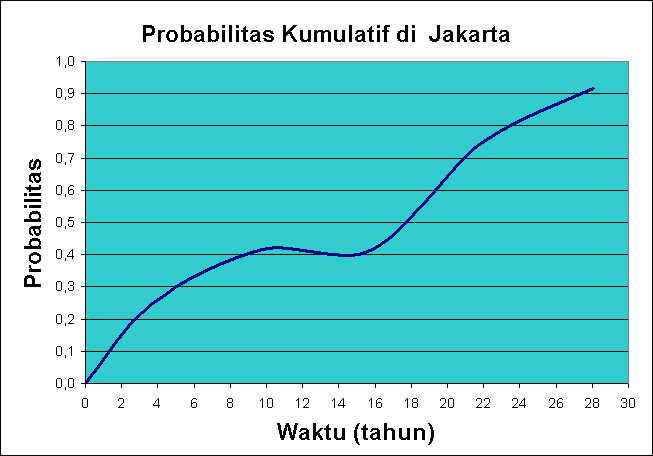 Probabilitas Kumulatif di  Jakarta
1,0
0,9
0,8
0,7
0,6
0,5
0,4
0,3
0,2
0,1
0,0
Probabilitas
0 2 4 6 8 10 12 14 16 18 20 22 24 26 28 30
Waktu (tahun)